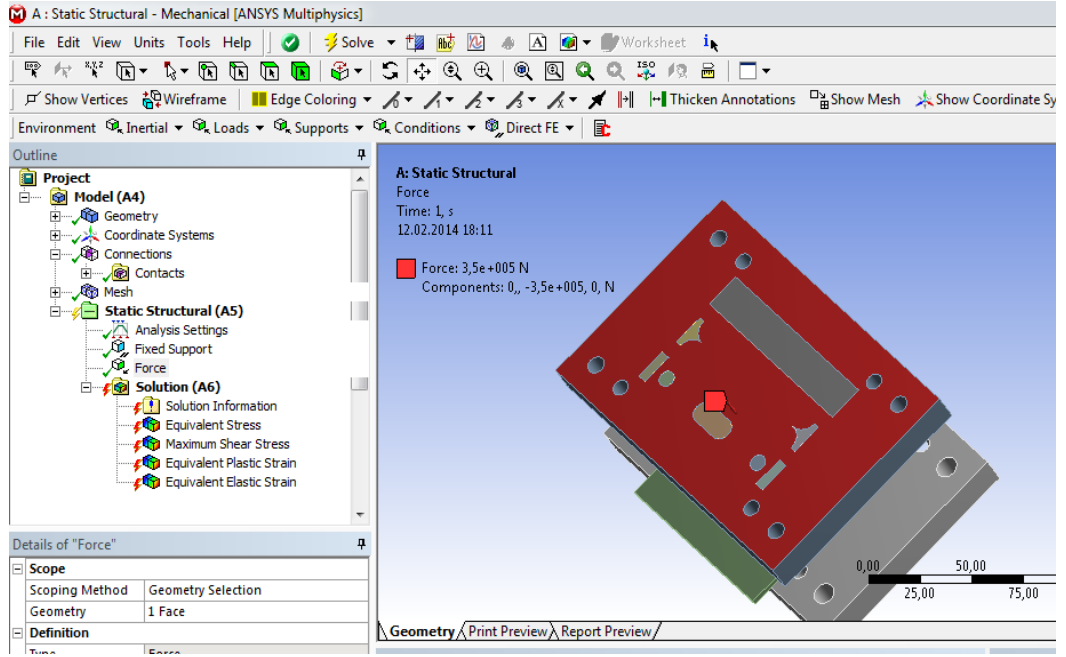 A : Static Structural - Mechanical [ANSYS Multiphysics]
File Edit View Units Tools Help Solve Abc A Worksheet i
x,y,z ISO
Show Vertices Wireframe Edge Coloring Thicken Annotations Show Mesh Show Coordinate Sy
Environment Inertial Loads Supports Conditions Direct FE
Outline
Project
Model (A4)
Geometry
Coordinate Systems
Connections
Contacts
Mesh
Static Structural (A5)
Analysis Settings
Fixed Support
Force
Solution (A6)
Solution Information
Equivalent Stress
Maximum Shear Stress
Equivalent Plastic Strain
Equivalent Elastic Strain
Details of "Force"
Scope
Scoping Method Geometry Selection
Geometry 1 Face
Definition
Type Force
A: Static Structural
Force
Time: 1, s
12.02.2014 18:11
Force: 3,5e+005 N
Components: 0,, -3,5e+005, 0, N
0,00 50,00
25,00 75,00
Geometry Print Preview Report Preview